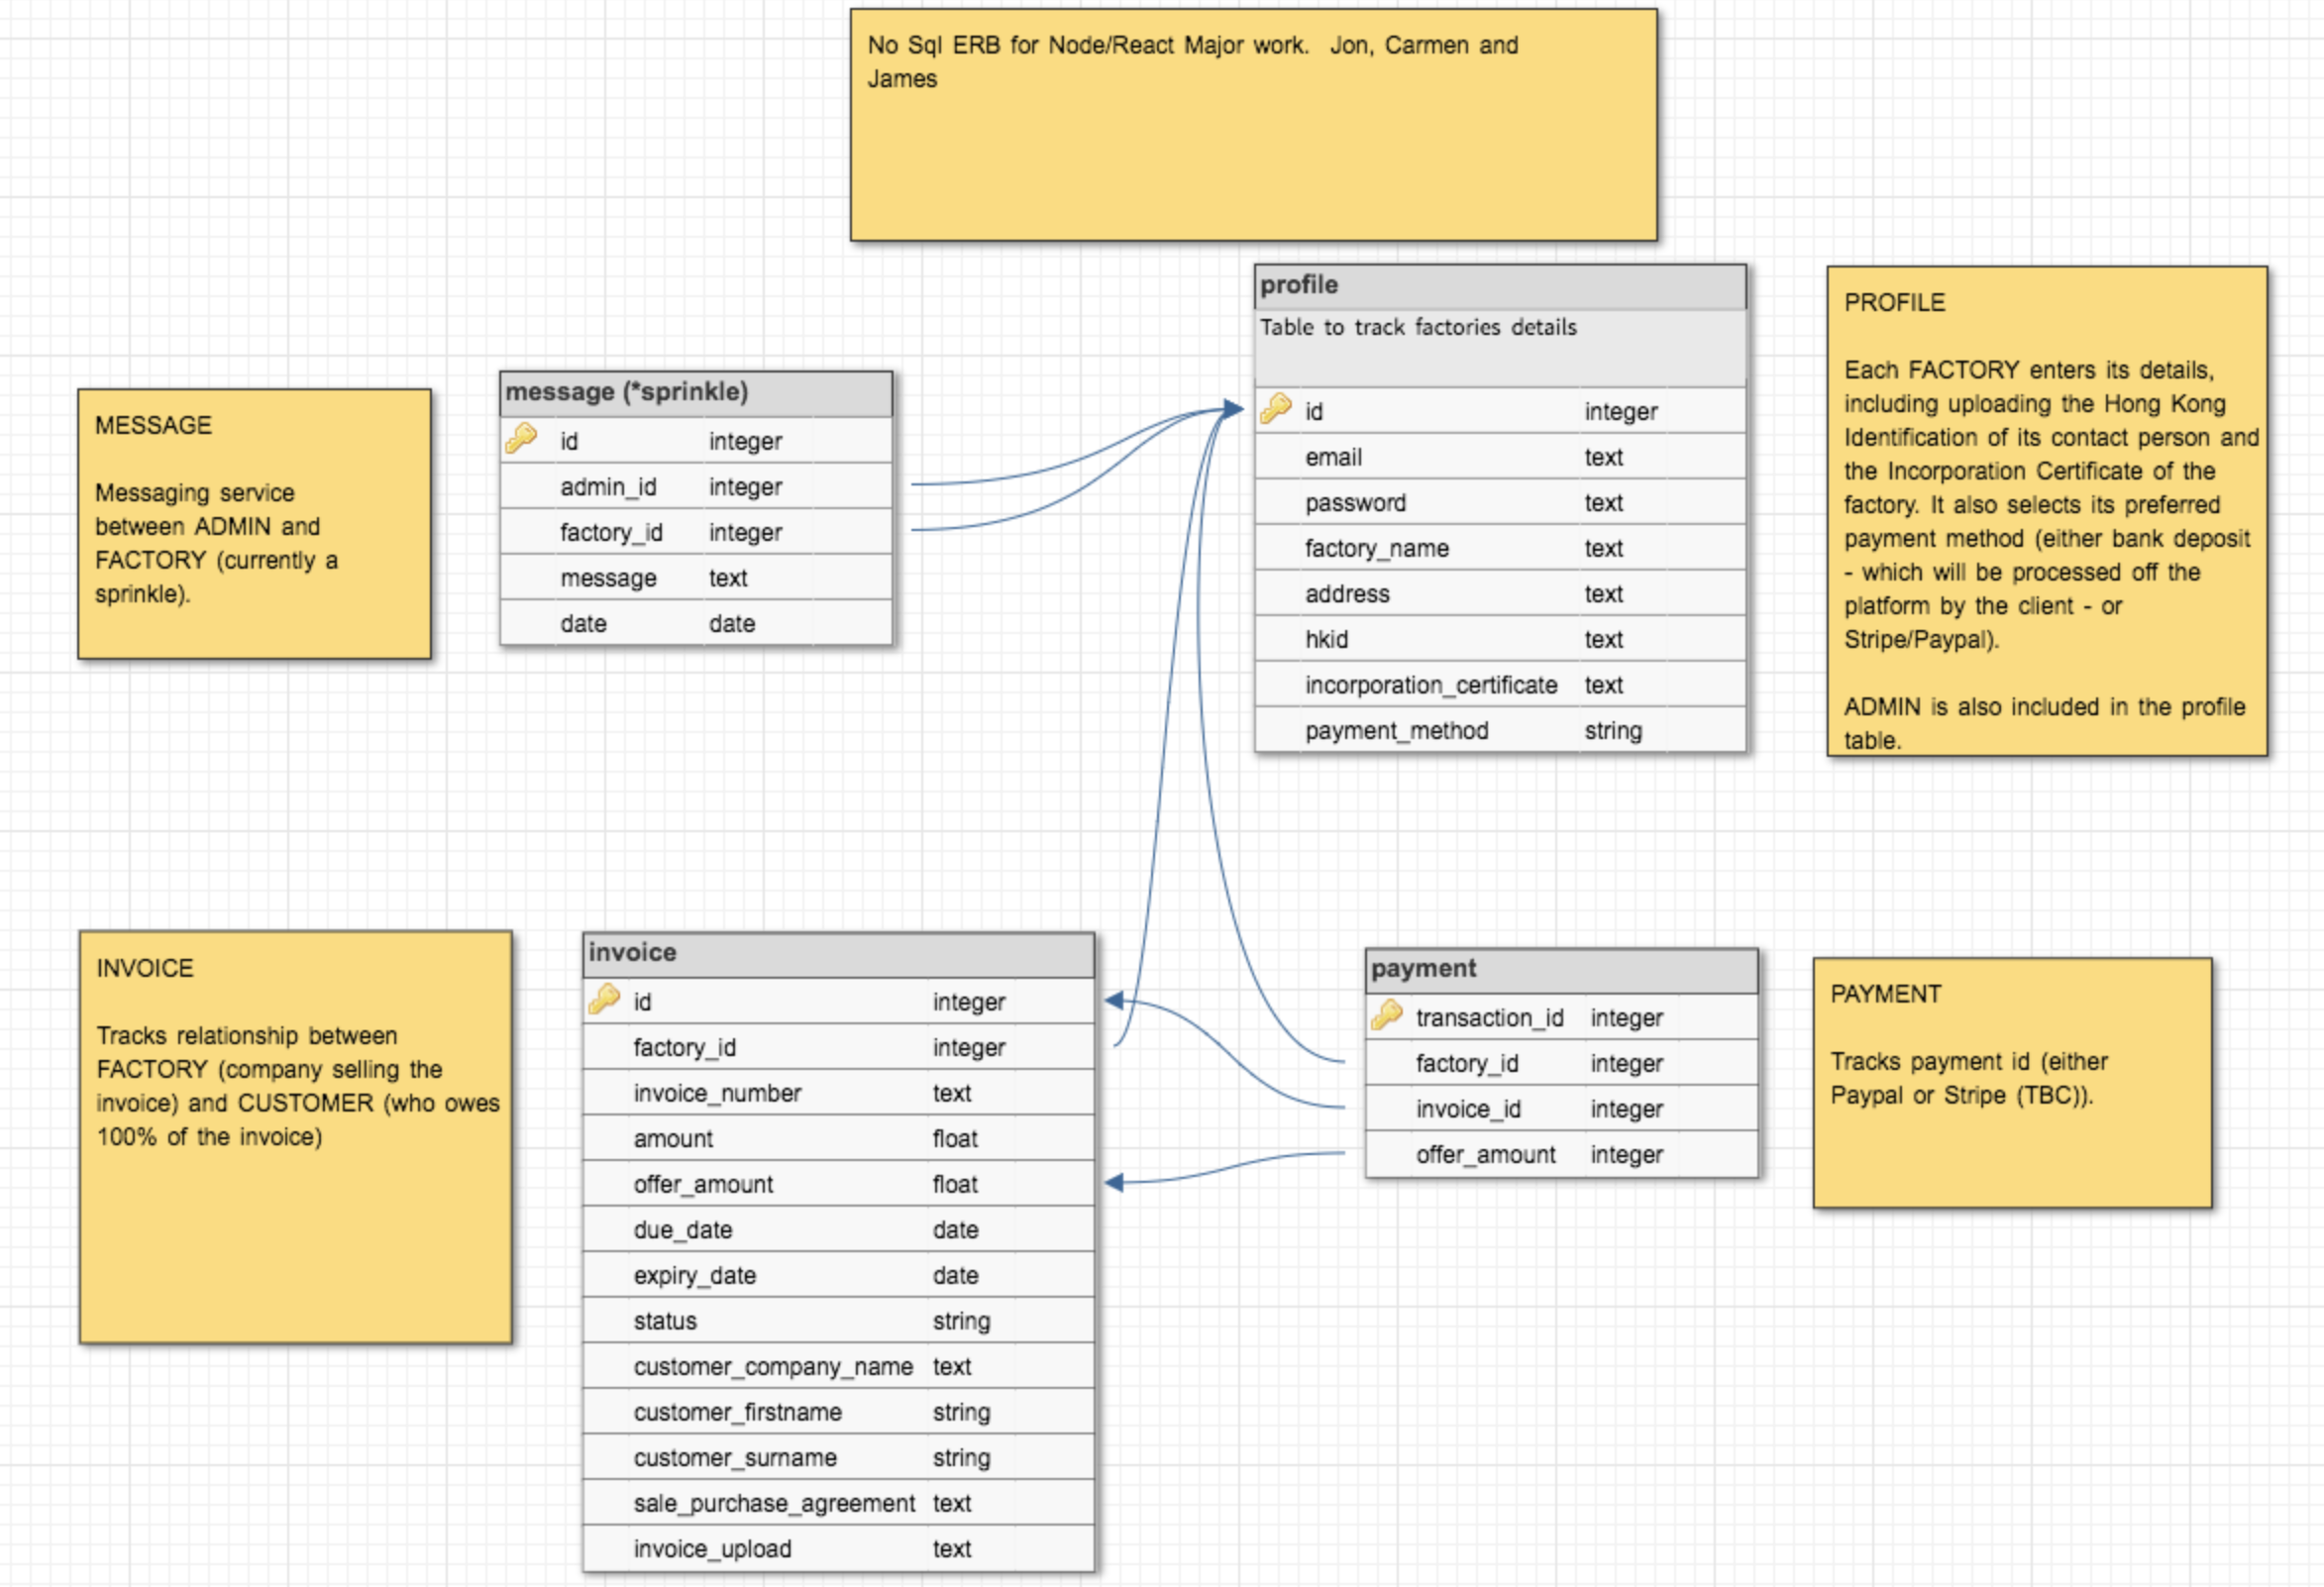 No Sql ERB for Node/React Major work. Jon, Carmen and
James
profile
Table to track factories details
id integer
email text
password text
factory_name text
address text
hkid text
incorporation_certificate text
payment_method string
PROFILE
Each FACTORY enters its details,
including uploading the Hong Kong
Identification of its contact person and
the Incorporation Certificate of the
factory. It also selects its preferred
payment method (either bank deposit
- which will be processed off the
platform by the client - or
Stripe/Paypal).
ADMIN is also included in the profile
table.
MESSAGE
Messaging service
between ADMIN and
FACTORY (currently a
sprinkle).
message (*sprinkle)
id integer
admin_id integer
factory_id integer
message text
date date
INVOICE
Tracks relationship between
FACTORY (company selling the
invoice) and CUSTOMER (who owes
100% of the invoice)
invoice
id integer
factory_id integer
invoice_number text
amount float
offer_amount float
due_date date
expiry_date date
status string
customer_company_name text
customer_firstname string
customer_surname string
sale_purchase_agreement text
invoice_upload text
payment
transaction_id integer
factory_id integer
invoice_id integer
offer_amount integer
PAYMENT
Tracks payment id (either
Paypal or Stripe (TBC)).